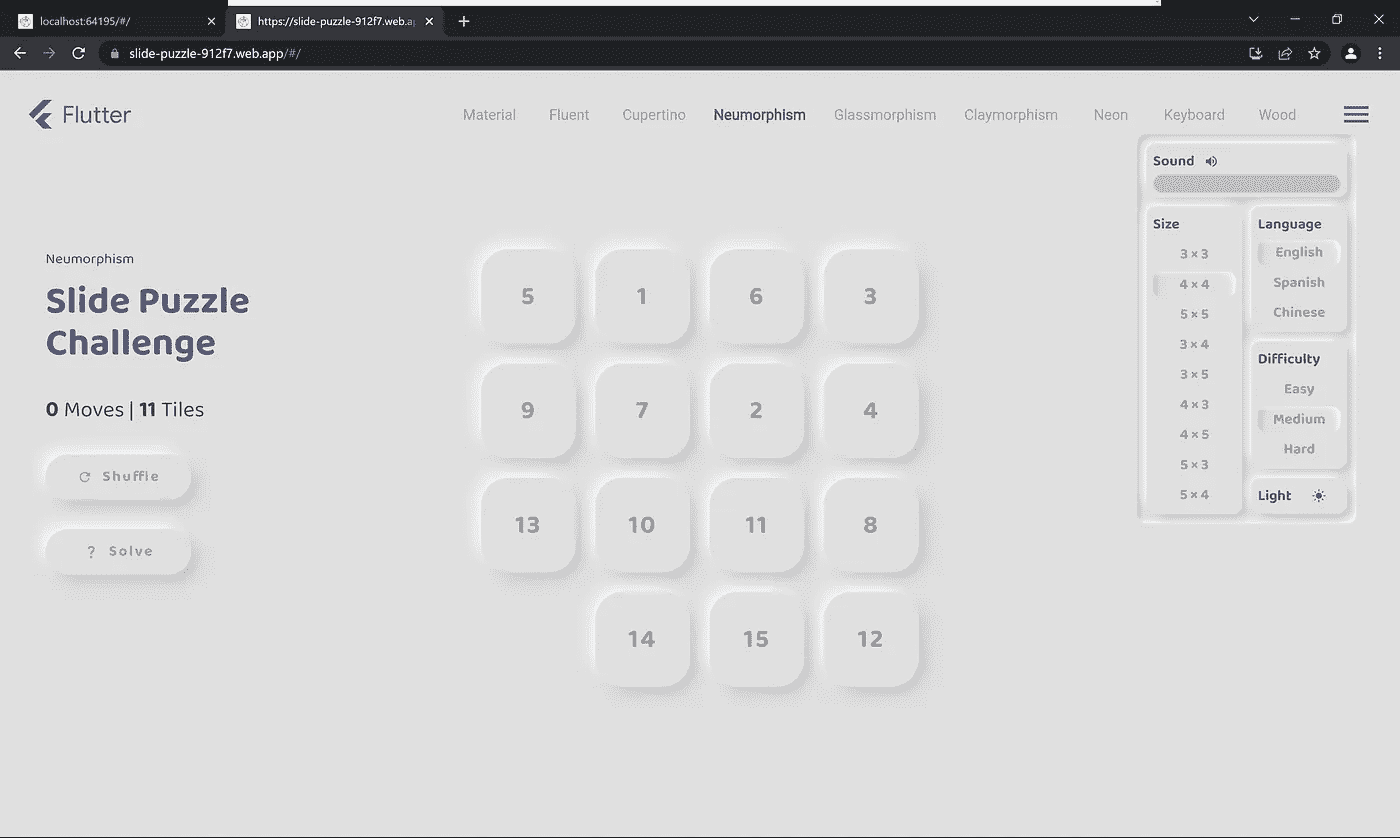 localhost:64195/#/
https://slide-puzzle-912f7.web.a
slide-puzzle-912f7.web.app/#/
Flutter
Material Fluent Cupertino Neumorphism Glassmorphism Claymorphism Neon Keyboard Wood
Neumorphism
Slide Puzzle
Challenge
0 Moves | 11 Tiles
Shuffle
? Solve
5 1 6 3
9 7 2 4
13 10 11 8
14 15 12
Sound
Size
3 × 3
4 × 4
5 × 5
3 × 4
3 × 5
4 × 3
4 × 5
5 × 3
5 × 4
Language
English
Spanish
Chinese
Difficulty
Easy
Medium
Hard
Light